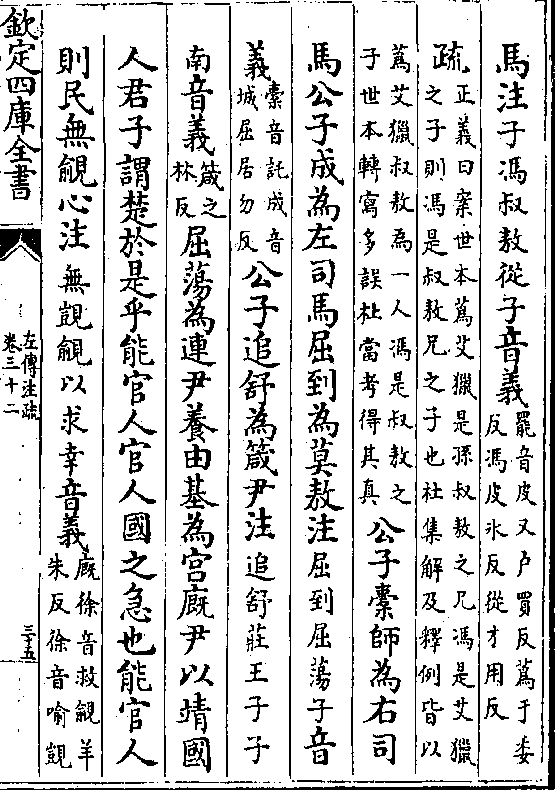 馬注子馮叔敖從子音義罷音皮又户買反蒍于委
反馮皮氷反從才用反
疏正義曰案世本蒍艾獵是孫叔敖之兄馮是艾獵
之子則馮是叔敖兄之子也杜集解及釋例皆以
蒍艾獵叔敖為一人馮是叔敖之
子世本轉寫多誤杜當考得其真公子橐師為右司
馬公子成為左司馬屈到為莫敖注屈到屈蕩子音
義橐音託成音
城屈居勿反公子追舒為箴尹注追舒莊王子子
南音義箴之
林反屈蕩為連尹養由基為宫廐尹以靖國
人君子謂楚於是乎能官人官人國之急也能官人
則民無覦心注無覬覦以求幸音義廐徐音救覦羊
朱反徐音喻覬
欽定四庫全書
左傳注疏
卷三十二
三十五